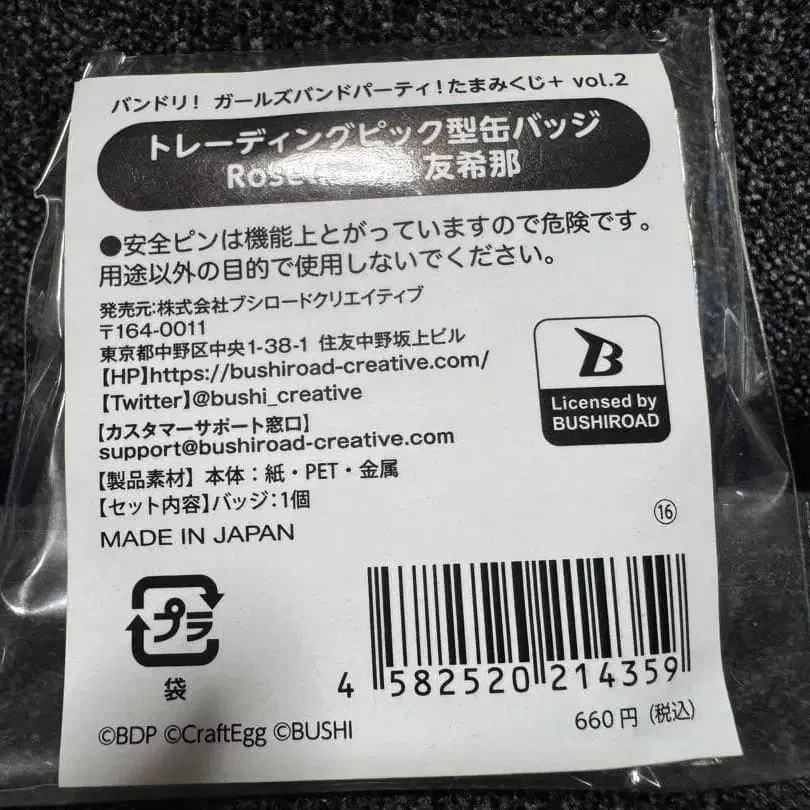 バンドリ！ ガールズバンドパーティ！たまみくじ＋ vol.2
トレーディングピック型缶バッジ
友希那
●安全ピンは機能上とがっていますので危険です。
用途以外の目的で使用しないでください。
発売元:株式会社ブシロードクリエイティブ
〒164-0011
東京都中野区中央1-38-1 住友中野坂上ビル
【HP】https://bushiroad-creative.com/
【Twitter】@bushi_creative
【カスタマーサポート窓口】
support@bushiroad-creative.com
【製品素材】本体：紙・PET・金属
【セット内容】バッジ：1個
MADE IN JAPAN
B
Licensed by
BUSHIROAD
⑯
プラ
袋
4 582520 214359
660円（税込）
©BDP ©CraftEgg ©BUSHI